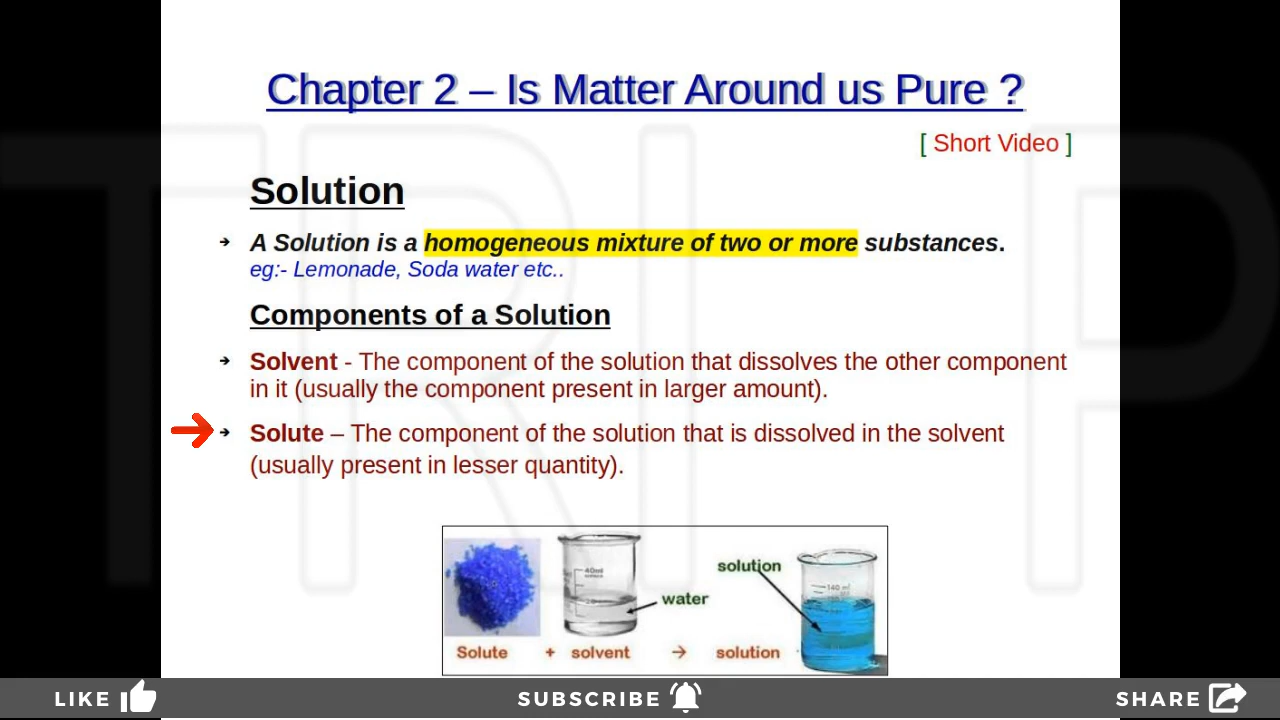 Chapter 2 – Is Matter Around us Pure ?
[ Short Video ]
Solution
➔ A Solution is a homogeneous mixture of two or more substances.
eg:- Lemonade, Soda water etc..
Components of a Solution
➔ Solvent - The component of the solution that dissolves the other component
in it (usually the component present in larger amount).
➔ Solute – The component of the solution that is dissolved in the solvent
(usually present in lesser quantity).
40ml
140 ml
solution
water
Solute + solvent → solution
LIKE SUBSCRIBE SHARE